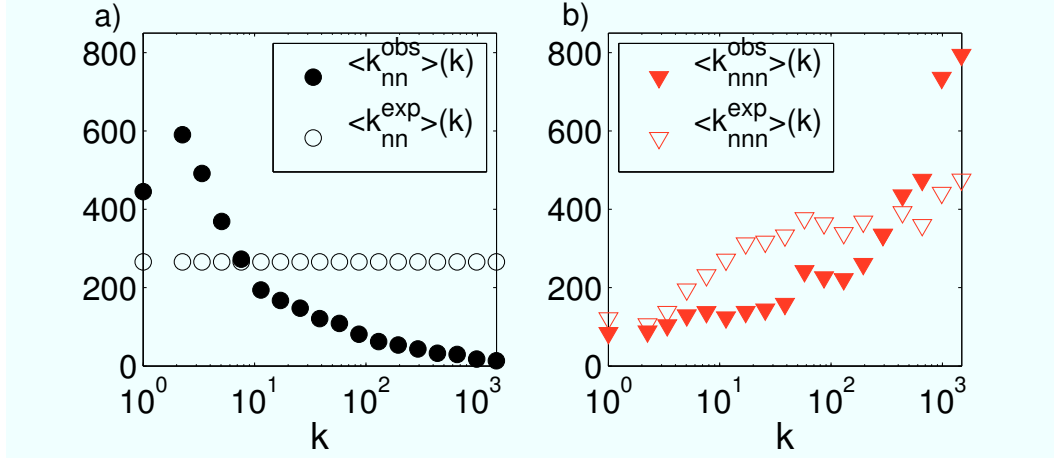 a)
800
600
400
200
0
<k_nn^obs>(k)
<k_nn^exp>(k)
10^0 10^1 10^2 10^3
k
b)
800
600
400
200
0
<k_nnn^obs>(k)
<k_nnn^exp>(k)
10^0 10^1 10^2 10^3
k